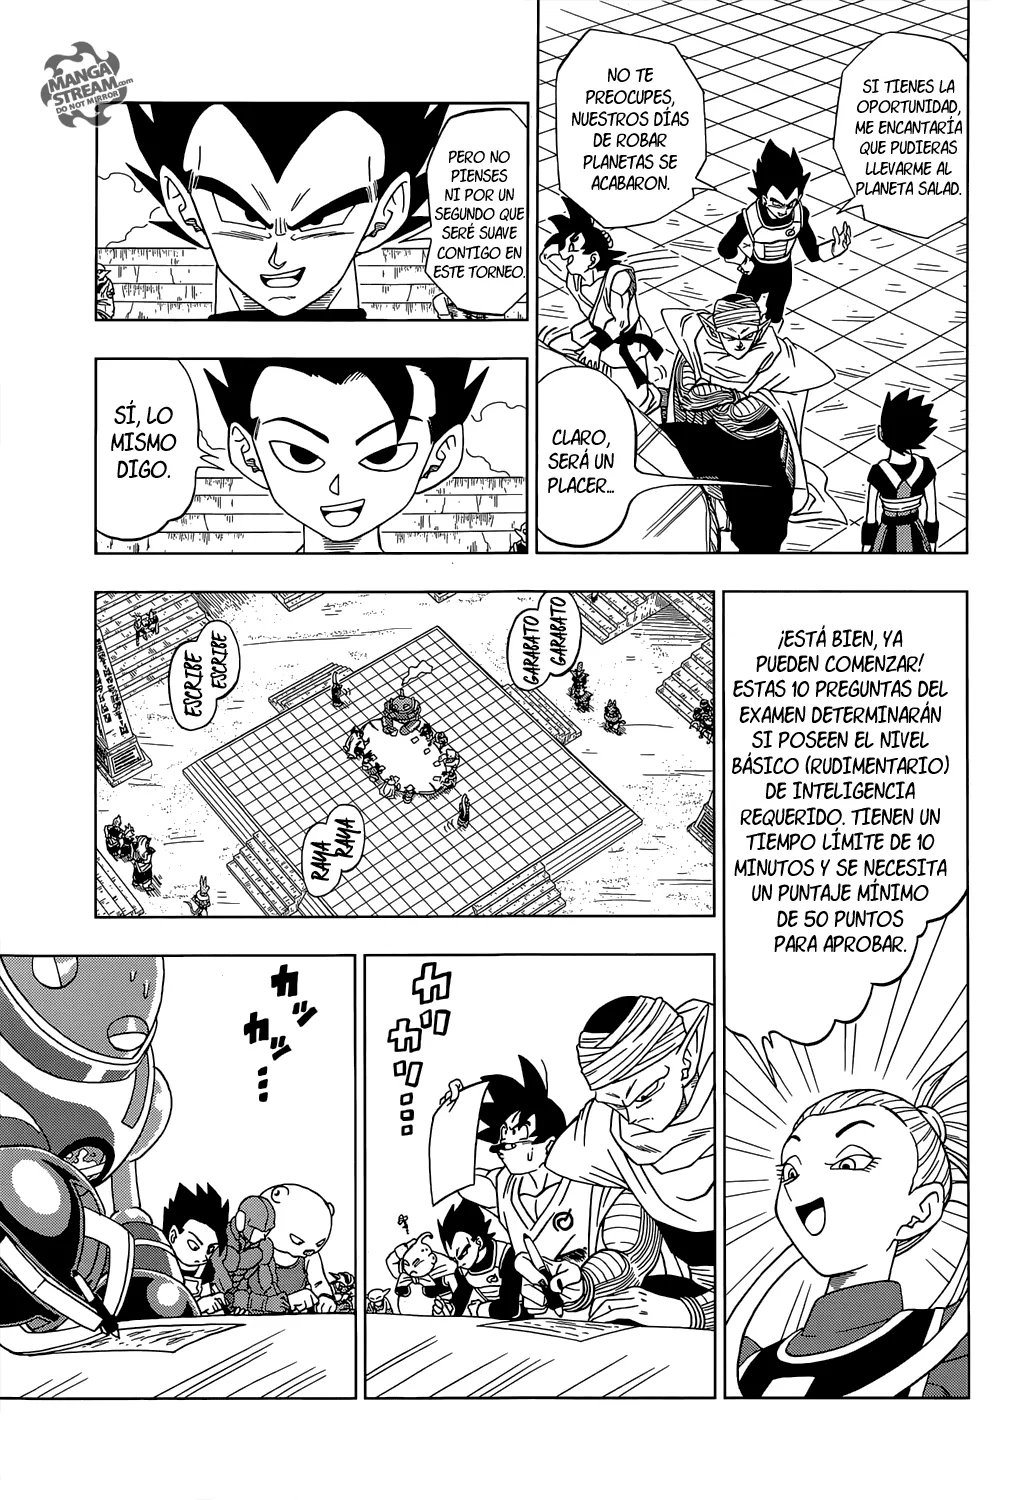 MANGA
STREAM.com
DO NOT MIRROR
SI TIENES LA
OPORTUNIDAD,
ME ENCANTARÍA
QUE PUDIERAS
LLEVARME AL
PLANETA SALAD.
NO TE
PREOCUPES,
NUESTROS DÍAS
DE ROBAR
PLANETAS SE
ACABARON.
CLARO,
SERÁ UN
PLACER...
PERO NO
PIENSES
NI POR UN
SEGUNDO QUE
SERÉ SUAVE
CONTIGO EN
ESTE TORNEO.
SÍ, LO
MISMO
DIGO.
¡ESTÁ BIEN, YA
PUEDEN COMENZAR!
ESTAS 10 PREGUNTAS DEL
EXAMEN DETERMINARÁN
SI POSEEN EL NIVEL
BÁSICO (RUDIMENTARIO)
DE INTELIGENCIA
REQUERIDO. TIENEN UN
TIEMPO LÍMITE DE 10
MINUTOS Y SE NECESITA
UN PUNTAJE MÍNIMO
DE 50 PUNTOS
PARA APROBAR.
GARABATO
GARABATO
ESCRIBE
ESCRIBE
RAYA
RAYA
カリ
カリ…
カリ
カリ…